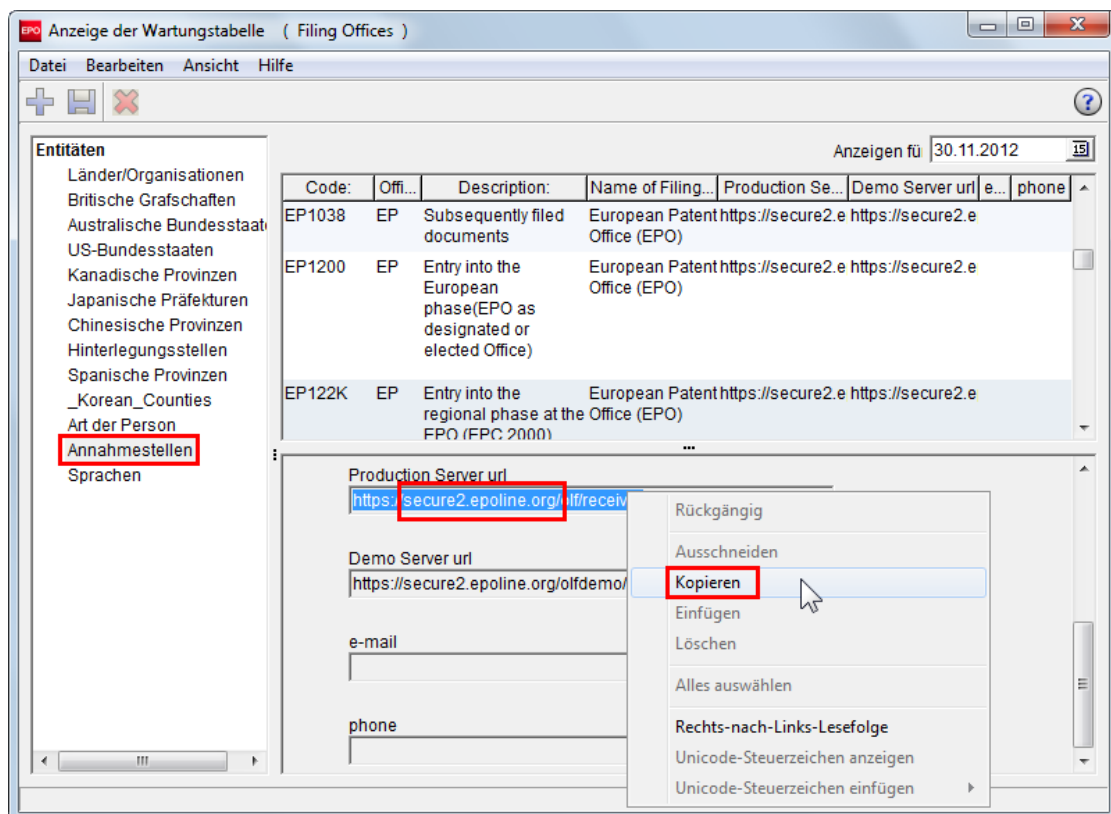 EPO Anzeige der Wartungstabelle ( Filing Offices )
Datei Bearbeiten Ansicht Hilfe
Entitäten
Länder/Organisationen
Britische Grafschaften
Australische Bundesstaat
US-Bundesstaaten
Kanadische Provinzen
Japanische Präfekturen
Chinesische Provinzen
Hinterlegungsstellen
Spanische Provinzen
_Korean_Counties
Art der Person
Annahmestellen
Sprachen
Anzeigen fü 30.11.2012 15
Code: Offi... Description: Name of Filing... Production Se... Demo Server url e... phone
EP1038 EP Subsequently filed European Patent https://secure2.e https://secure2.e
documents Office (EPO)
EP1200 EP Entry into the European Patent https://secure2.e https://secure2.e
European Office (EPO)
phase(EPO as
designated or
elected Office)
EP122K EP Entry into the European Patent https://secure2.e https://secure2.e
regional phase at the Office (EPO)
EPO (EPC 2000)
Production Server url
https://secure2.epoline.org/olf/receiv
Demo Server url
https://secure2.epoline.org/olfdemo/
e-mail
phone
Rückgängig
Ausschneiden
Kopieren
Einfügen
Löschen
Alles auswählen
Rechts-nach-Links-Lesefolge
Unicode-Steuerzeichen anzeigen
Unicode-Steuerzeichen einfügen